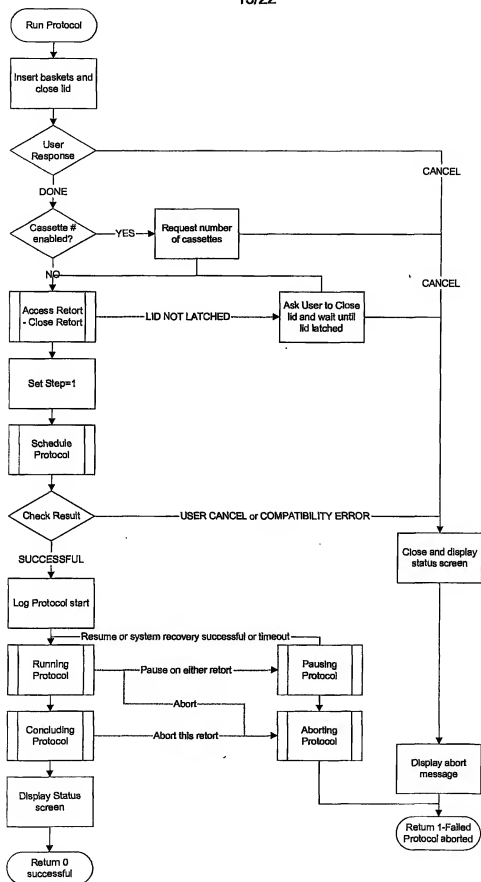 15/22
Run Protocol
Insert baskets and
close lid
User
Response
CANCEL
DONE
Cassette #
enabled?
YES
Request number
of cassettes
NO
CANCEL
Access Retort
- Close Retort
LID NOT LATCHED
Ask User to Close
lid and wait until
lid latched
Set Step=1
Schedule
Protocol
Check Result
USER CANCEL or COMPATIBILITY ERROR
SUCCESSFUL
Close and display
status screen
Log Protocol start
Resume or system recovery successful or timeout
Running
Protocol
Pause on either retort
Pausing
Protocol
Abort
Concluding
Protocol
Abort this retort
Aborting
Protocol
Display abort
message
Display Status
screen
Return 1-Failed
Protocol aborted
Return 0
successful